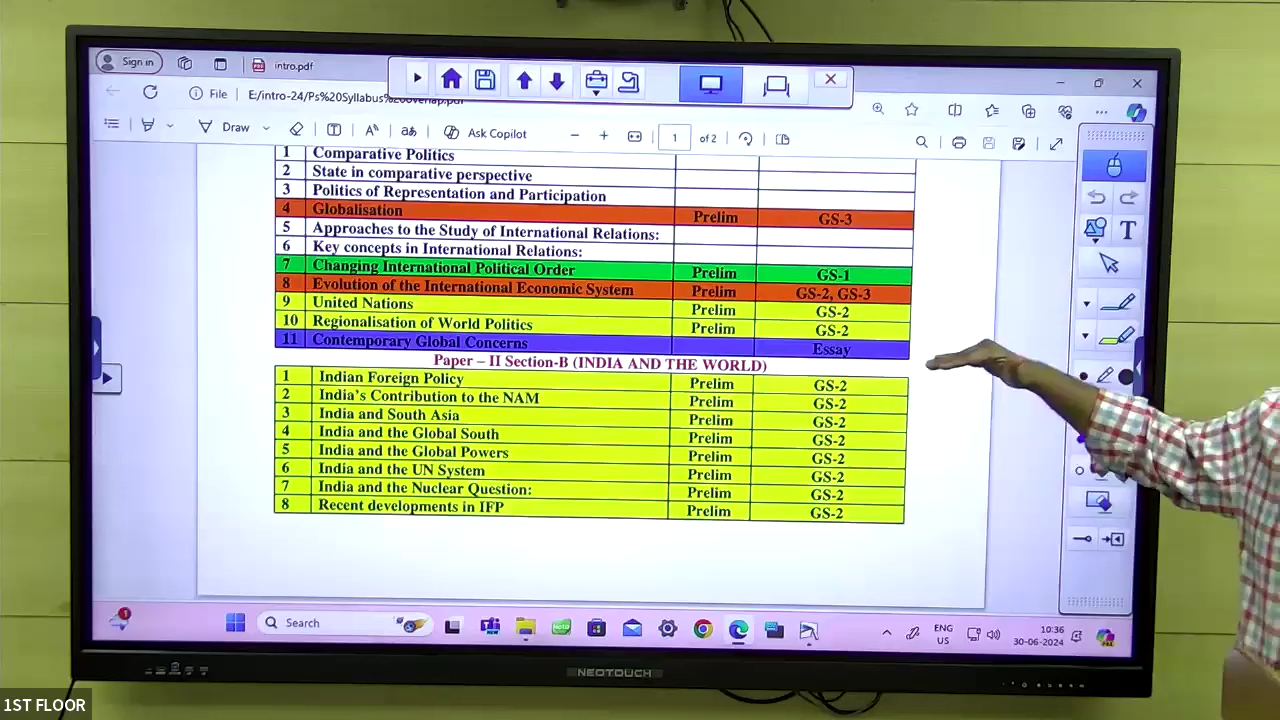 Sign in
intro.pdf
File
E:/intro-24/Ps%20Syllabus%20overlap.pdf
Draw
Ask Copilot
1
of 2
1 Comparative Politics
2 State in comparative perspective
3 Politics of Representation and Participation
4 Globalisation Prelim GS-3
5 Approaches to the Study of International Relations:
6 Key concepts in International Relations:
7 Changing International Political Order Prelim GS-1
8 Evolution of the International Economic System Prelim GS-2, GS-3
9 United Nations Prelim GS-2
10 Regionalisation of World Politics Prelim GS-2
11 Contemporary Global Concerns Essay
Paper – II Section-B (INDIA AND THE WORLD)
1 Indian Foreign Policy Prelim GS-2
2 India's Contribution to the NAM Prelim GS-2
3 India and South Asia Prelim GS-2
4 India and the Global South Prelim GS-2
5 India and the Global Powers Prelim GS-2
6 India and the UN System Prelim GS-2
7 India and the Nuclear Question: Prelim GS-2
8 Recent developments in IFP Prelim GS-2
Search
ENG
US
10:36
30-06-2024
NEOTOUCH
1ST FLOOR